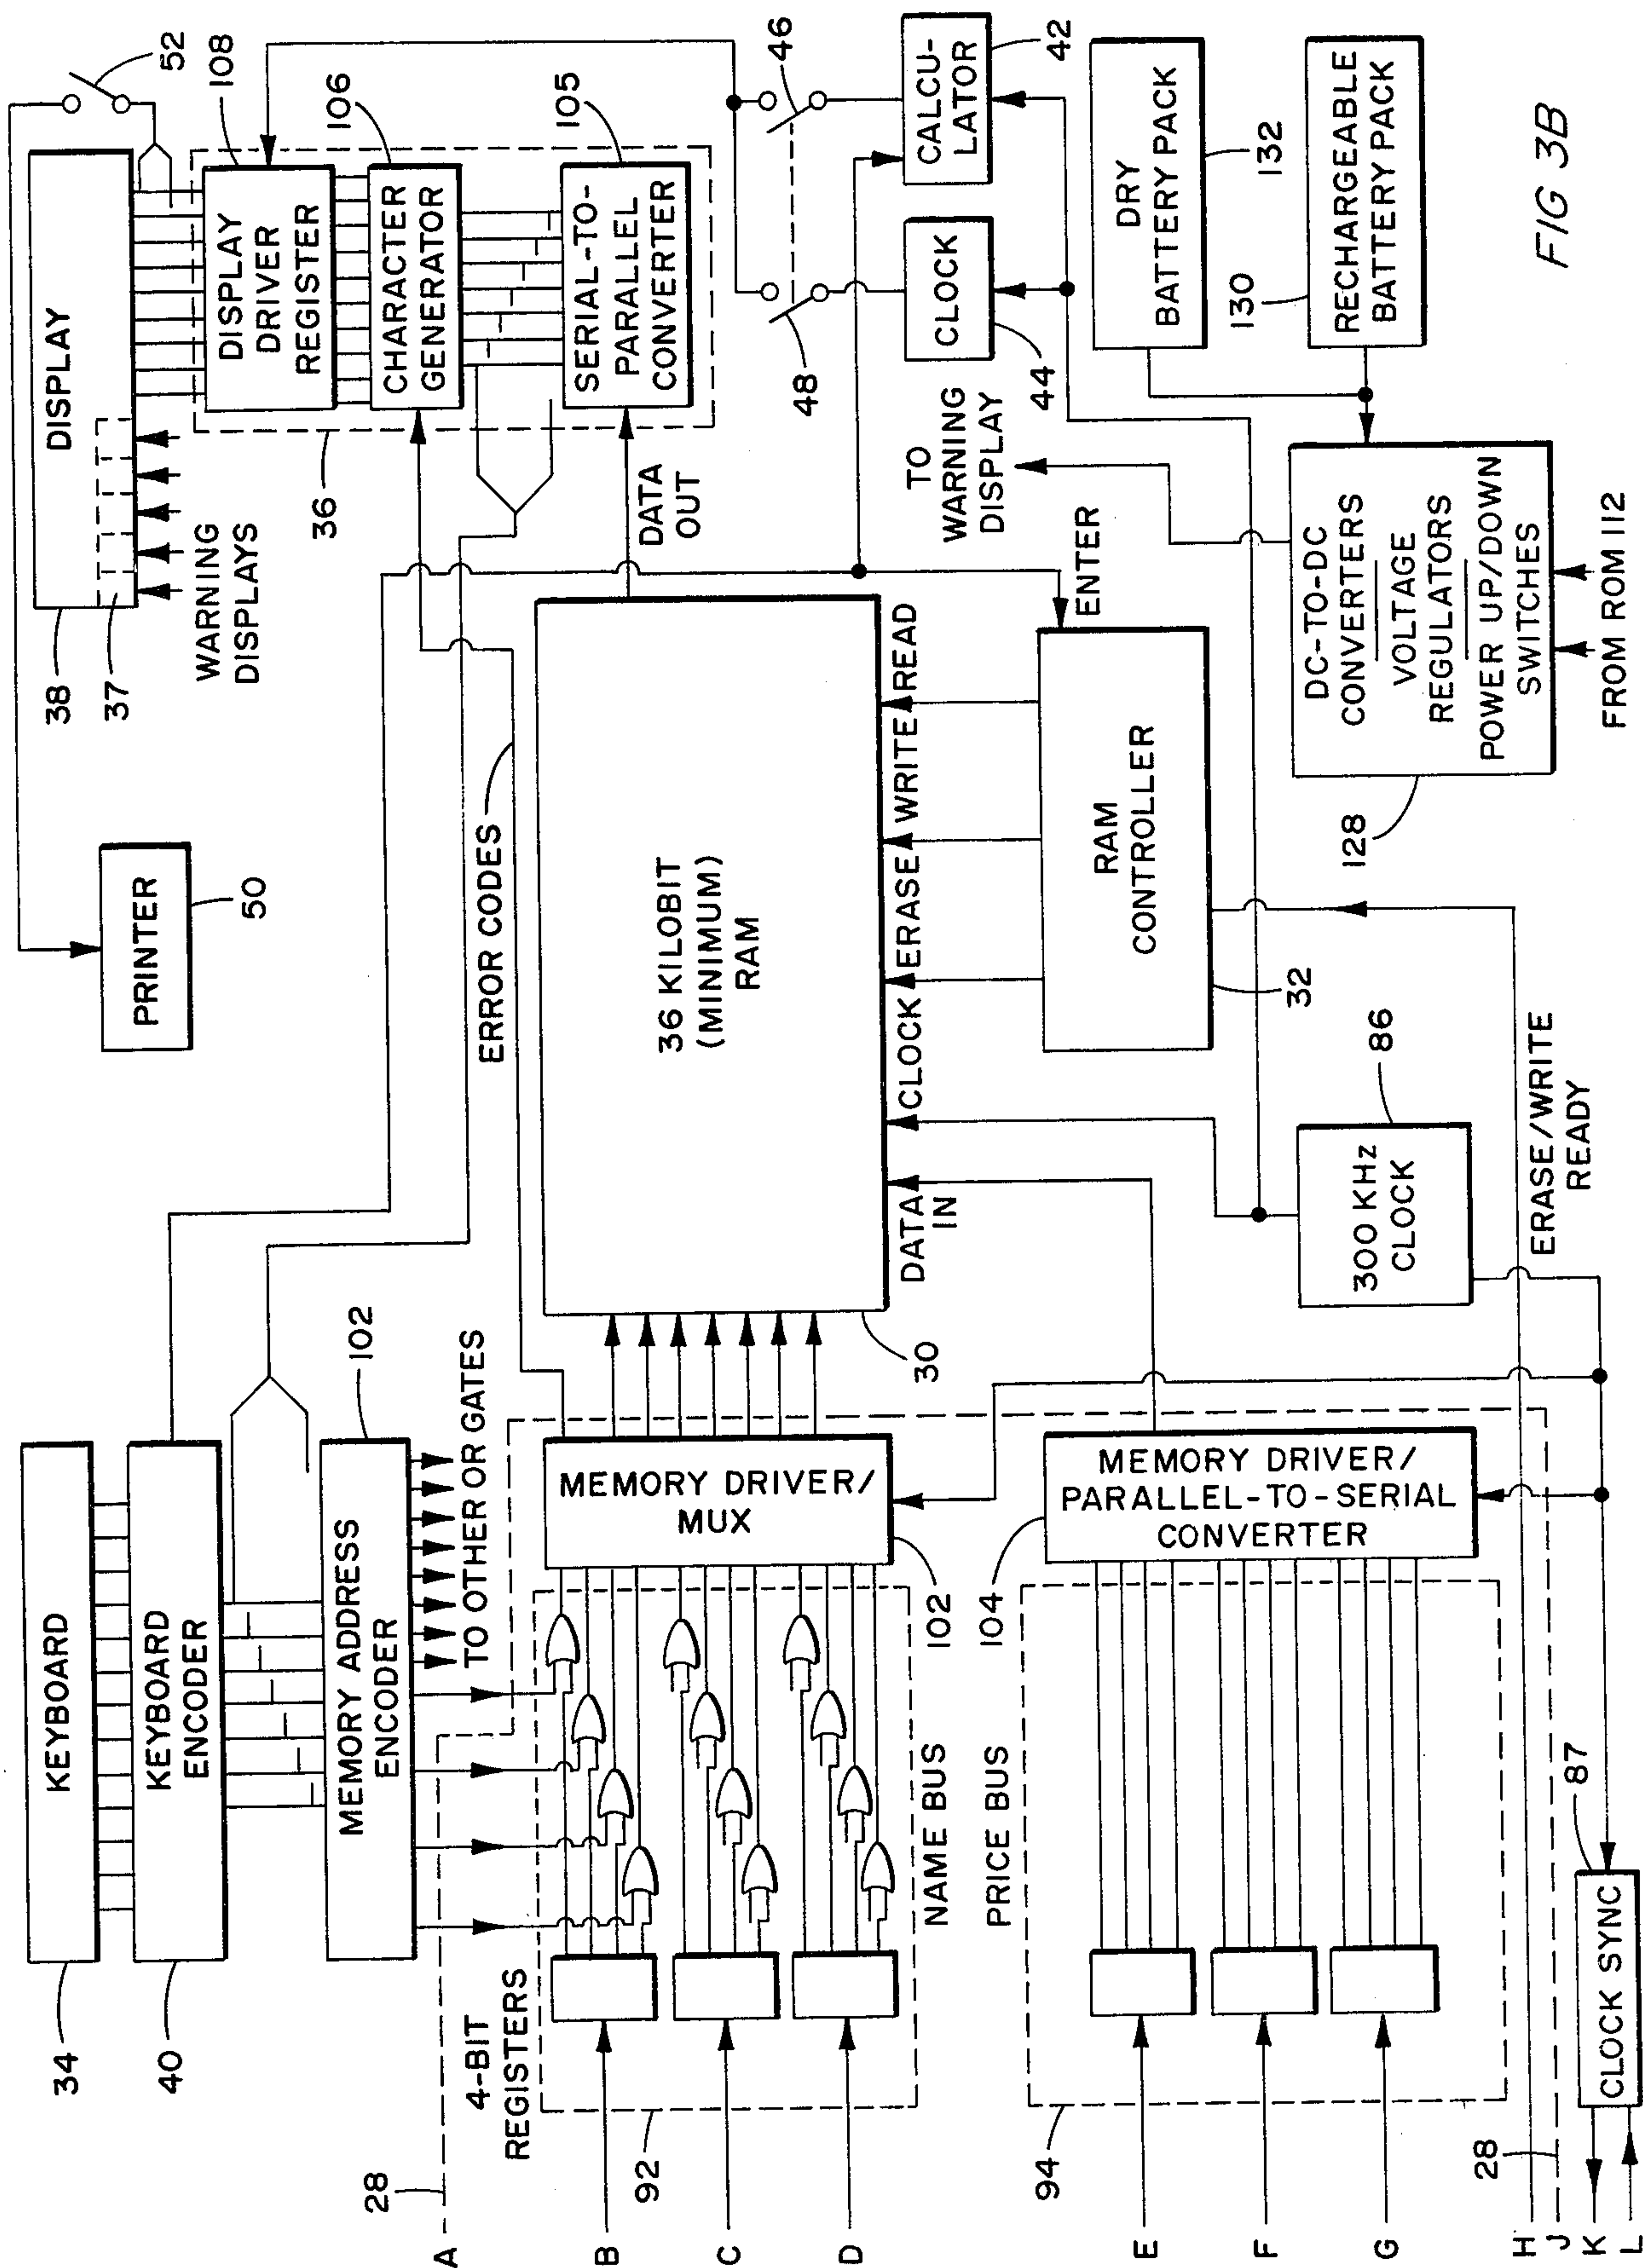 34
KEYBOARD
40
KEYBOARD
ENCODER
MEMORY ADDRESS
ENCODER
102
TO OTHER OR GATES
PRINTER
50
38
DISPLAY
37
WARNING
DISPLAYS
52
108
DISPLAY
DRIVER
REGISTER
106
CHARACTER
GENERATOR
105
SERIAL-TO-
PARALLEL
CONVERTER
36
DATA
OUT
ERROR CODES
A
28
4-BIT
REGISTERS
92
B
C
D
NAME BUS
MEMORY DRIVER/
MUX
102
36 KILOBIT
(MINIMUM)
RAM
30
DATA
IN
CLOCK
ERASE
WRITE
READ
ENTER
RAM
CONTROLLER
32
46
48
CALCU-
LATOR
42
CLOCK
44
TO
WARNING
DISPLAY
DRY
BATTERY PACK
132
130
RECHARGEABLE
BATTERY PACK
DC-TO-DC
CONVERTERS
VOLTAGE
REGULATORS
POWER UP/DOWN
SWITCHES
128
FROM ROM 112
PRICE BUS
94
E
F
G
104
MEMORY DRIVER/
PARALLEL-TO-SERIAL
CONVERTER
300 KHz
CLOCK
86
ERASE/WRITE
READY
H
J
K
L
28
CLOCK SYNC
87
FIG 3B